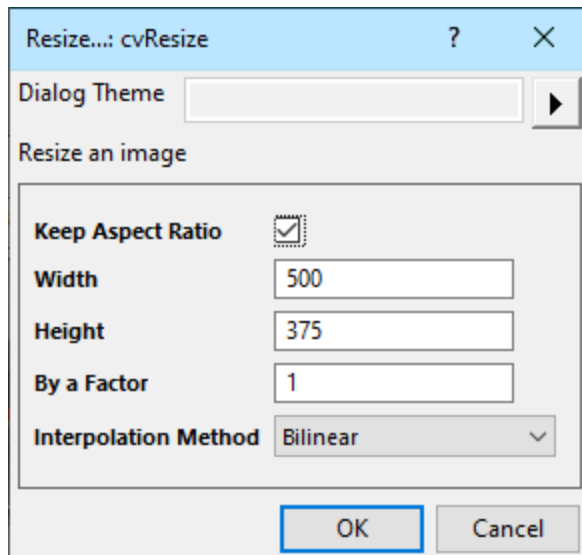 Resize...: cvResize ?
Dialog Theme
Resize an image
Keep Aspect Ratio
Width 500
Height 375
By a Factor 1
Interpolation Method Bilinear
OK Cancel